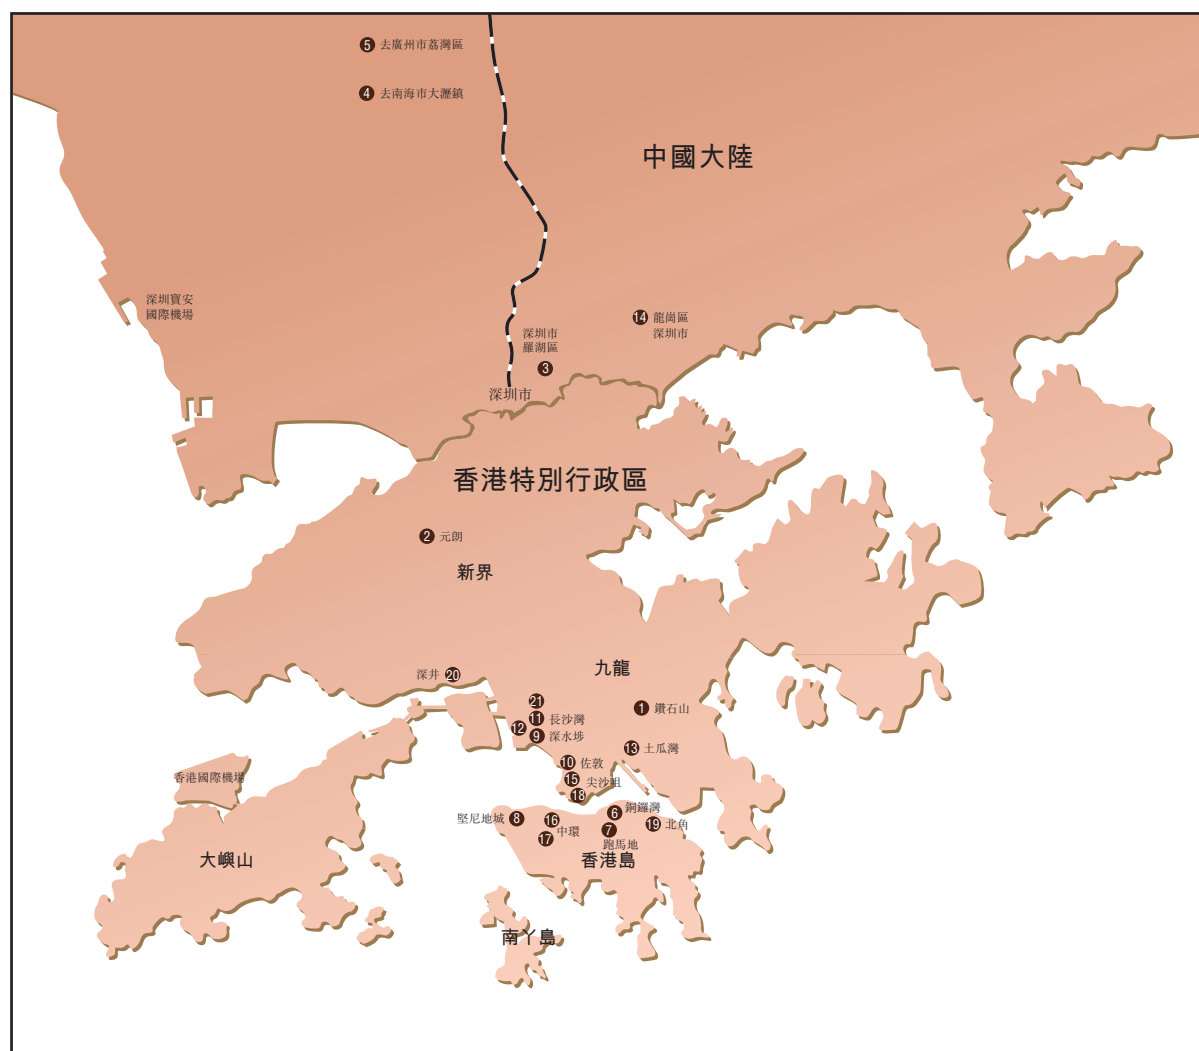 5 去廣州市荔灣區
4 去南海市大瀝鎮
中國大陸
深圳寶安
國際機場
14 龍崗區
深圳市
深圳市
羅湖區
3
深圳市
香港特別行政區
2 元朗
新界
九龍
深井 20
21
1 鑽石山
11 長沙灣
12
9 深水埗
13 土瓜灣
10 佐敦
香港國際機場
15 尖沙咀
18
6 銅鑼灣
堅尼地城 8
16
19 北角
7
中環
17
跑馬地
大嶼山
香港島
南丫島